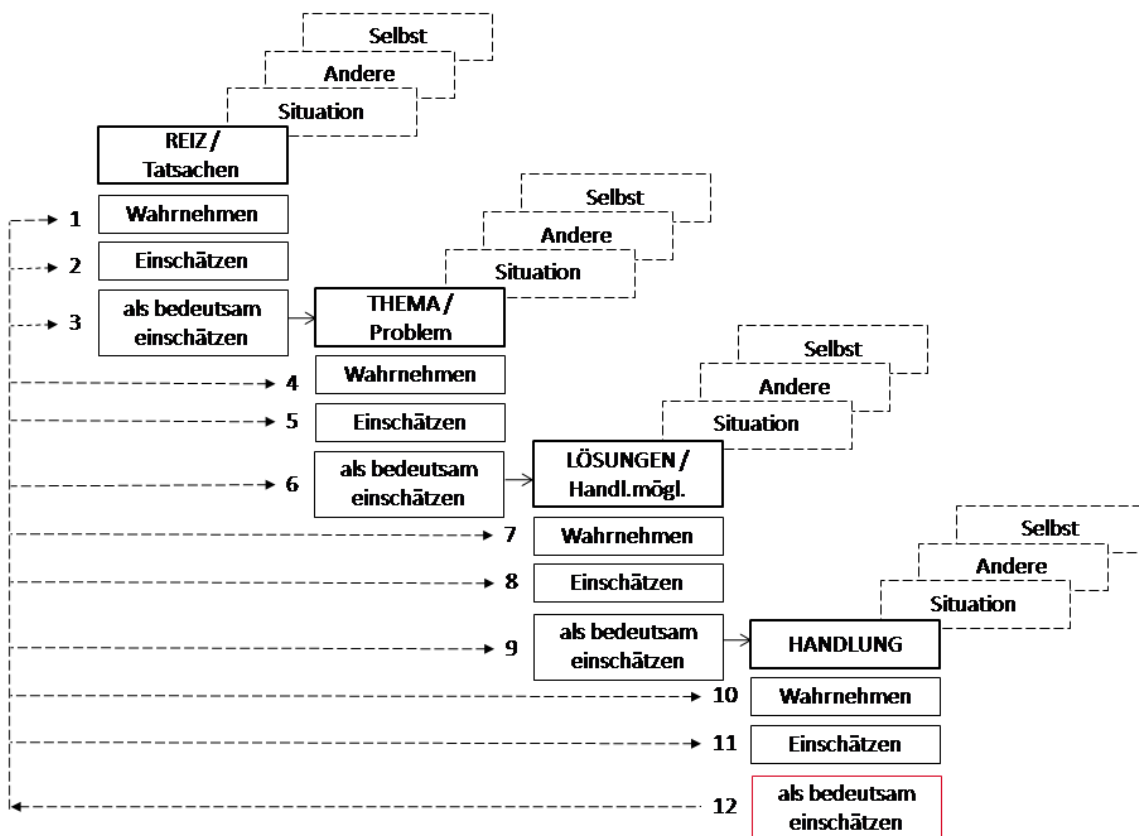 Selbst
Andere
Situation
REIZ /
Tatsachen
1 Wahrnehmen
2 Einschätzen
3 als bedeutsam
einschätzen
Selbst
Andere
Situation
THEMA /
Problem
4 Wahrnehmen
5 Einschätzen
6 als bedeutsam
einschätzen
Selbst
Andere
Situation
LÖSUNGEN /
Handl.mögl.
7 Wahrnehmen
8 Einschätzen
9 als bedeutsam
einschätzen
Selbst
Andere
Situation
HANDLUNG
10 Wahrnehmen
11 Einschätzen
12 als bedeutsam
einschätzen